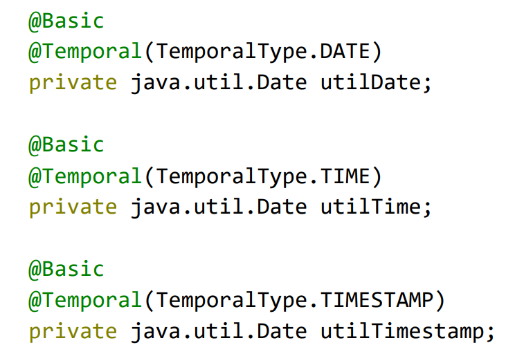 @Basic
@Temporal(TemporalType.DATE)
private java.util.Date utilDate;
@Basic
@Temporal(TemporalType.TIME)
private java.util.Date utilTime;
@Basic
@Temporal(TemporalType.TIMESTAMP)
private java.util.Date utilTimestamp;